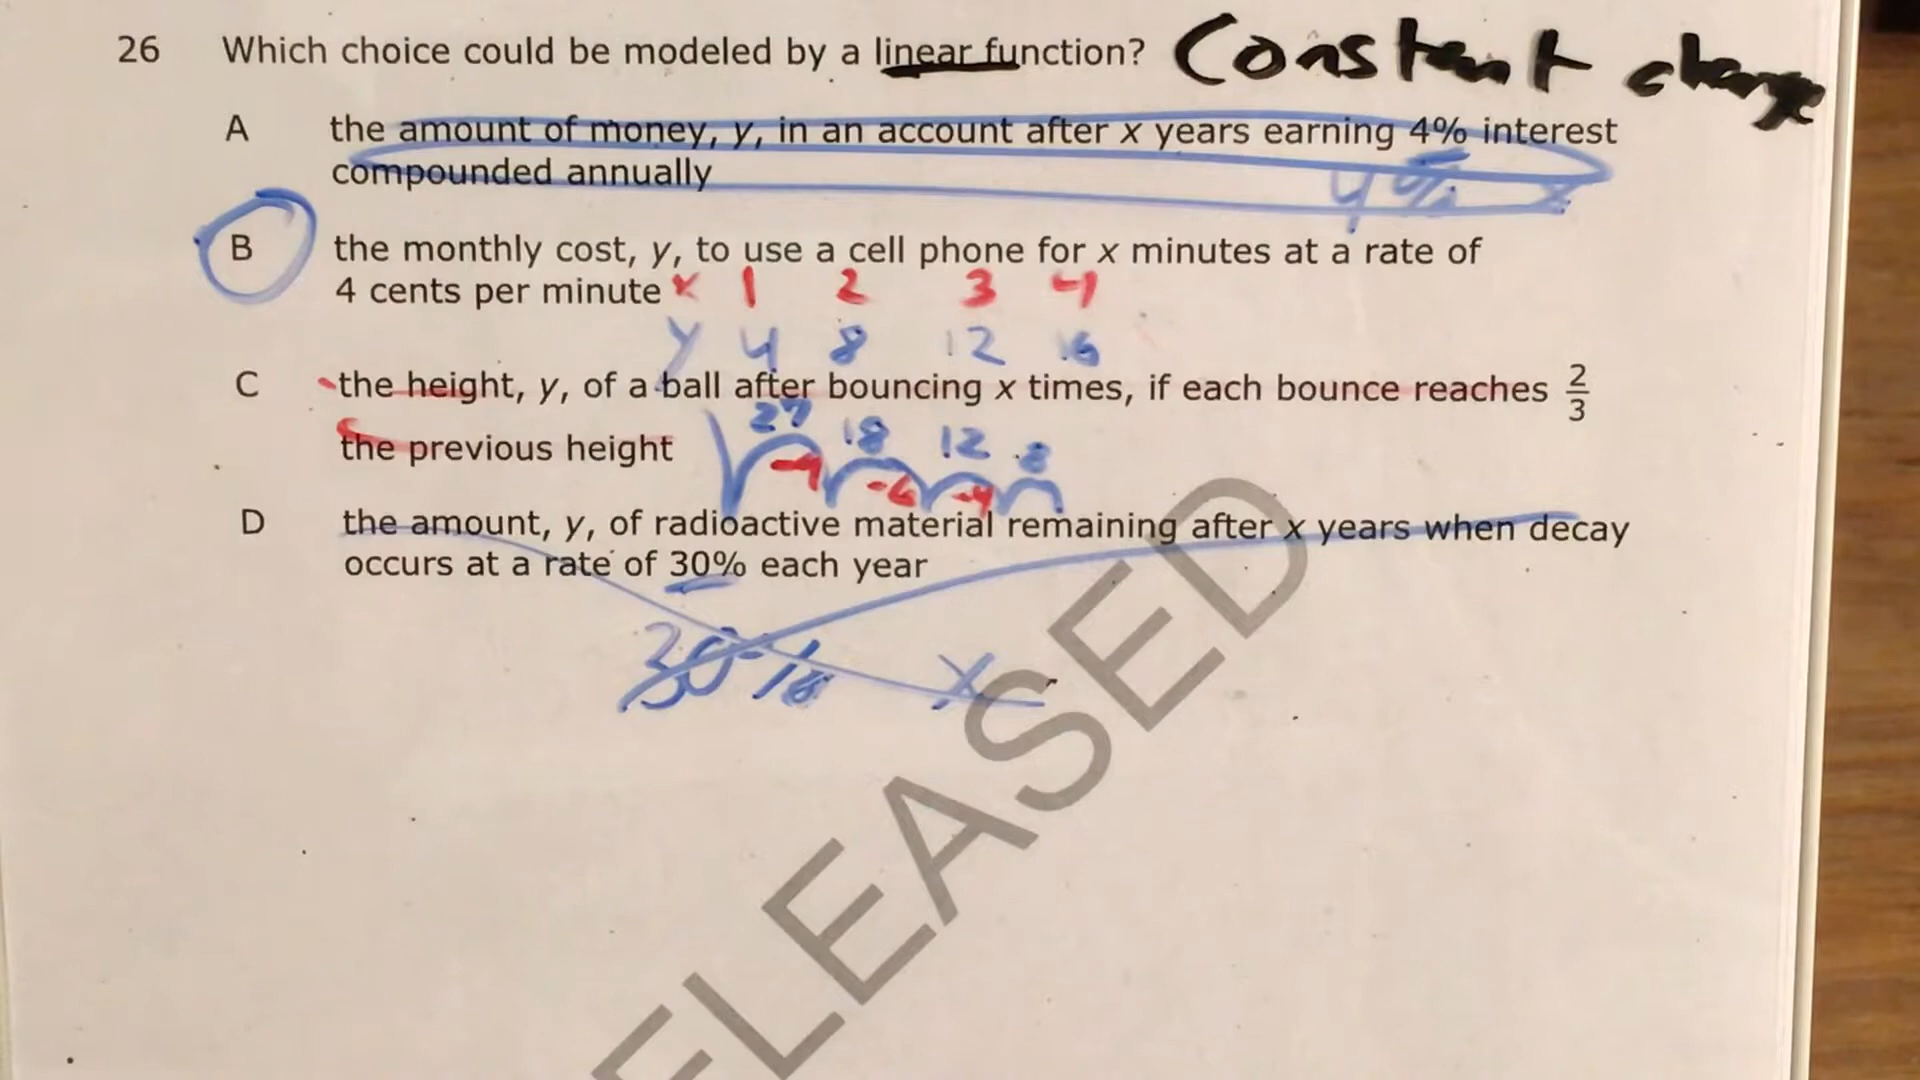 26 Which choice could be modeled by a linear function? Constant change
A the amount of money, y, in an account after x years earning 4% interest
compounded annually
4%
B the monthly cost, y, to use a cell phone for x minutes at a rate of
4 cents per minute x 1 2 3 4
y 4 8 12 16
C the height, y, of a ball after bouncing x times, if each bounce reaches 2/3
27 18 12 8
the previous height
-9 -6 -4
D the amount, y, of radioactive material remaining after x years when decay
occurs at a rate of 30% each year
30% x
RELEASED